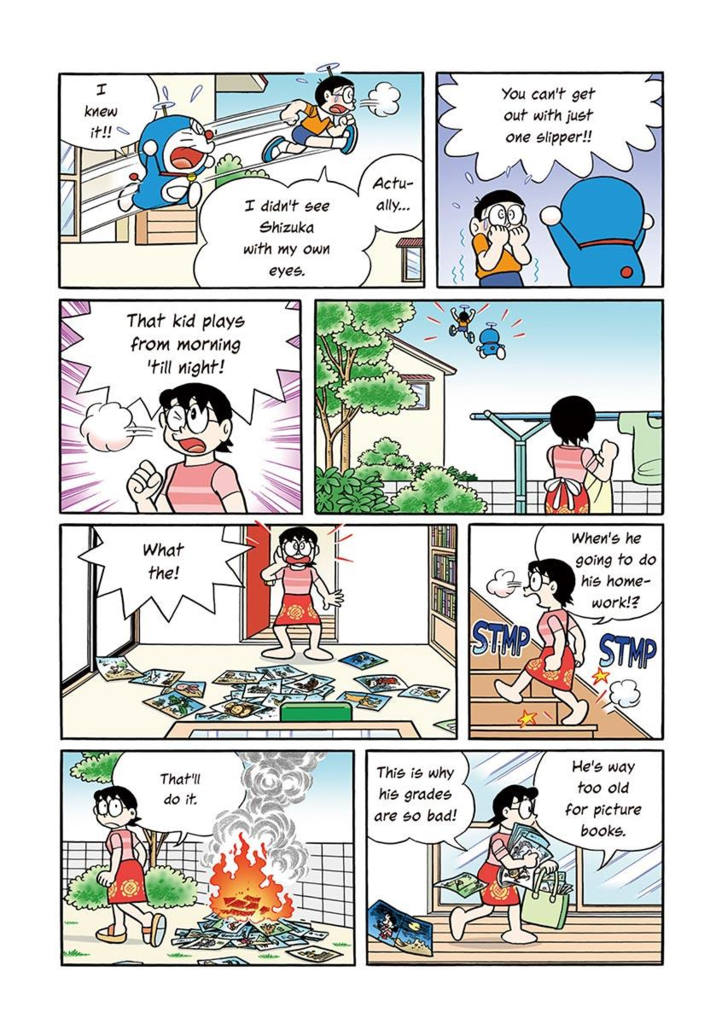 You can't get
out with just
one slipper!!
Actu-
ally...
I didn't see
Shizuka
with my own
eyes.
I
knew
it!!
That kid plays
from morning
'till night!
When's he
going to do
his home-
work!?
STMP
STMP
What
the!
He's way
too old
for picture
books.
This is why
his grades
are so bad!
That'll
do it.